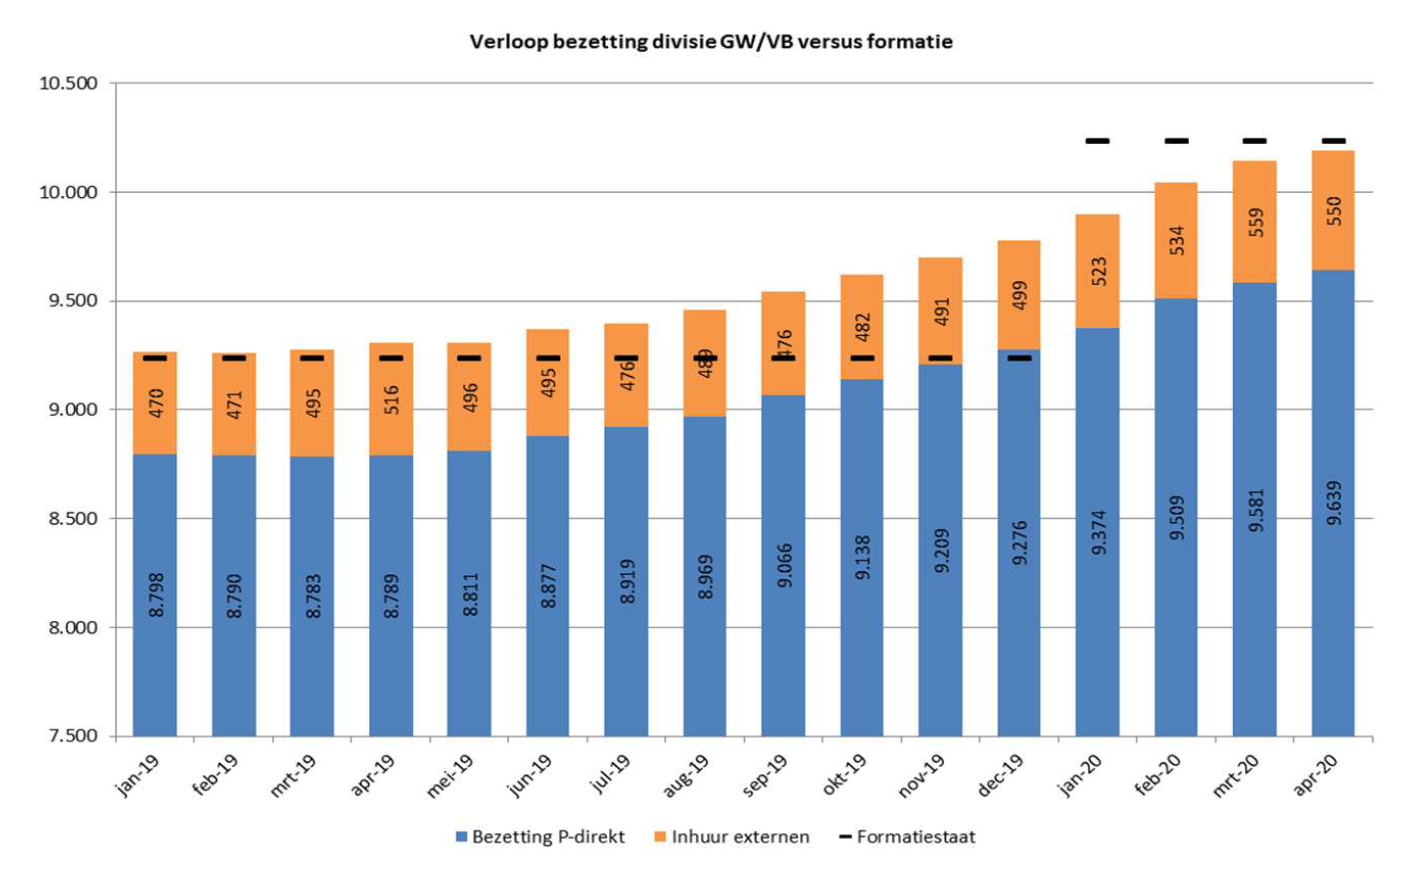 Verloop bezetting divisie GW/VB versus formatie
10.500
10.000
9.500
9.000
8.500
8.000
7.500
470
471
495
516
496
495
476
489
476
482
491
499
523
534
559
550
8.798
8.790
8.783
8.789
8.811
8.877
8.919
8.969
9.066
9.138
9.209
9.276
9.374
9.509
9.581
9.639
jan-19
feb-19
mrt-19
apr-19
mei-19
jun-19
jul-19
aug-19
sep-19
okt-19
nov-19
dec-19
jan-20
feb-20
mrt-20
apr-20
Bezetting P-direkt Inhuur externen Formatiestaat